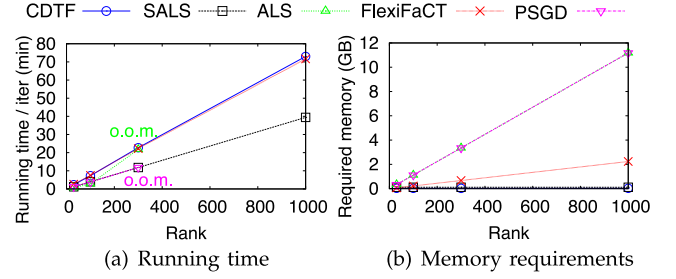 CDTF SALS ALS FlexiFaCT PSGD
Running time / iter (min)
80
70
60
50
40
30
20
10
0
o.o.m.
o.o.m.
0 200 400 600 800 1000
Rank
(a) Running time
Required memory (GB)
12
10
8
6
4
2
0
0 200 400 600 800 1000
Rank
(b) Memory requirements